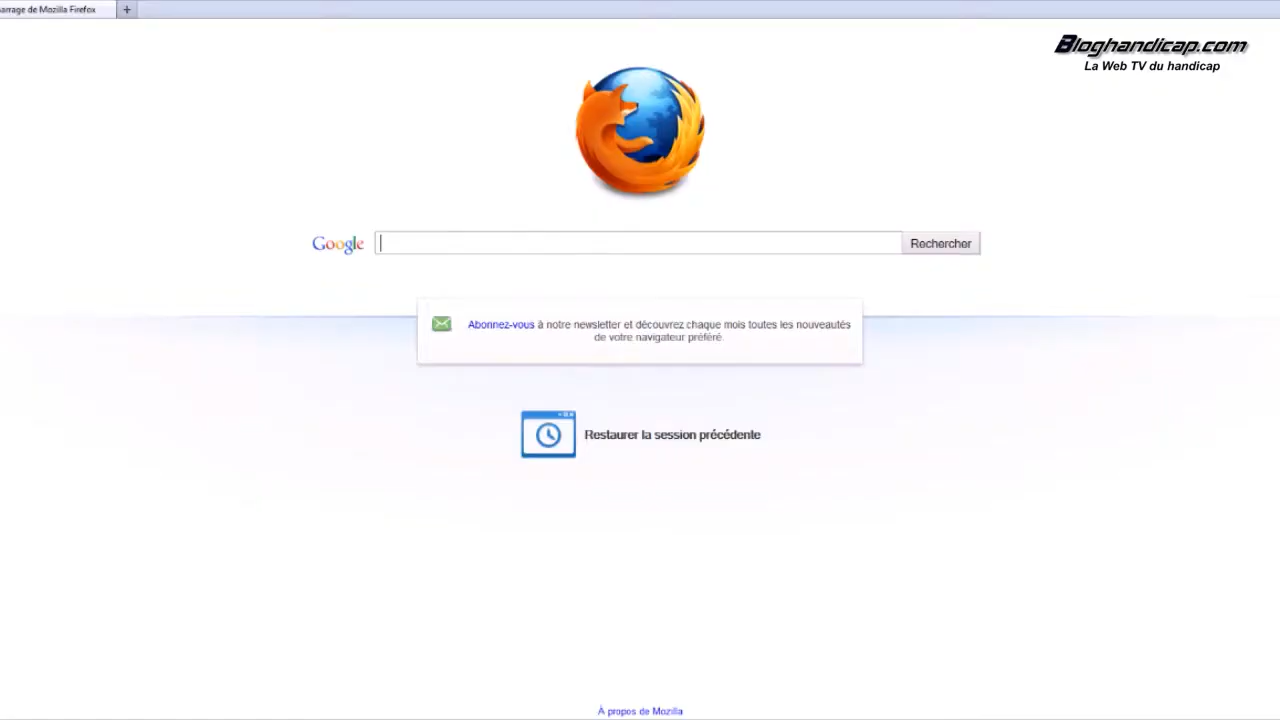 arrage de Mozilla Firefox
+
Bloghandicap.com
La Web TV du handicap
Google
Rechercher
Abonnez-vous à notre newsletter et découvrez chaque mois toutes les nouveautés
de votre navigateur préféré.
Restaurer la session précédente
À propos de Mozilla